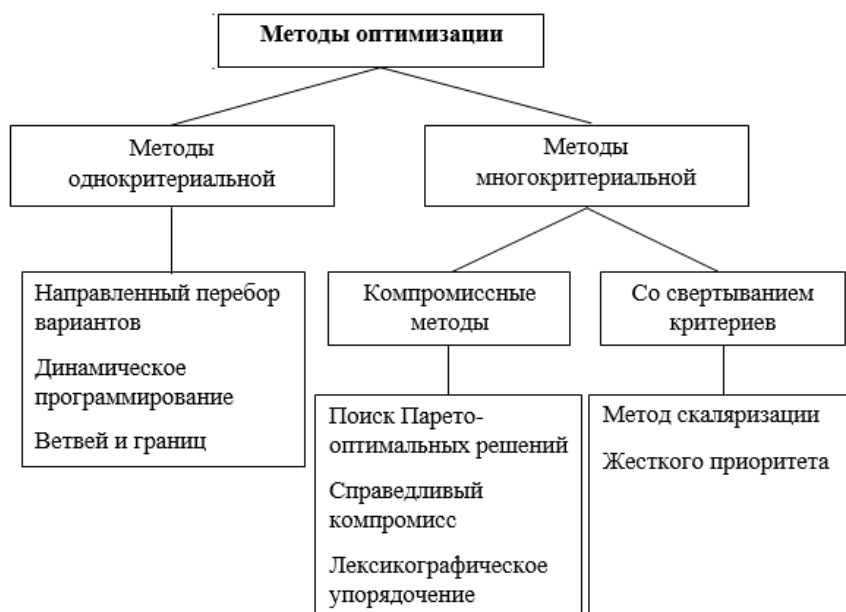 Методы оптимизации
Методы
однокритериальной
Методы
многокритериальной
Направленный перебор
вариантов
Динамическое
программирование
Ветвей и границ
Компромиссные
методы
Со свертыванием
критериев
Поиск Парето-
оптимальных решений
Справедливый
компромисс
Лексикографическое
упорядочение
Метод скаляризации
Жесткого приоритета